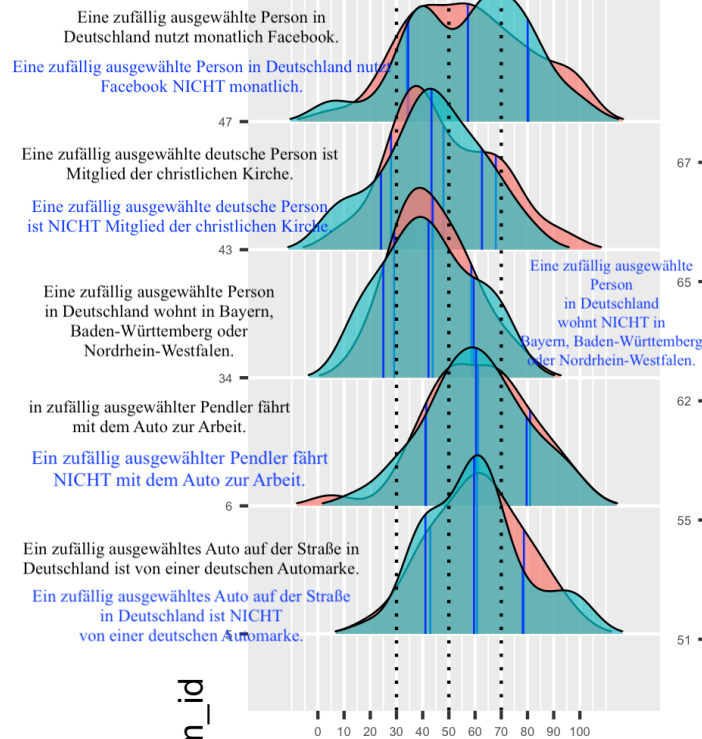 Eine zufällig ausgewählte Person in
Deutschland nutzt monatlich Facebook.
Eine zufällig ausgewählte Person in Deutschland nutzt
Facebook NICHT monatlich.
47
Eine zufällig ausgewählte deutsche Person ist
Mitglied der christlichen Kirche.
67
Eine zufällig ausgewählte deutsche Person
ist NICHT Mitglied der christlichen Kirche.
43
Eine zufällig ausgewählte
Person
in Deutschland
wohnt NICHT in
Bayern, Baden-Württemberg
oder Nordrhein-Westfalen.
65
Eine zufällig ausgewählte Person
in Deutschland wohnt in Bayern,
Baden-Württemberg oder
Nordrhein-Westfalen.
34
62
in zufällig ausgewählter Pendler fährt
mit dem Auto zur Arbeit.
Ein zufällig ausgewählter Pendler fährt
NICHT mit dem Auto zur Arbeit.
6
55
Ein zufällig ausgewähltes Auto auf der Straße in
Deutschland ist von einer deutschen Automarke.
Ein zufällig ausgewähltes Auto auf der Straße
in Deutschland ist NICHT
von einer deutschen Automarke.
5
51
n_id
0 10 20 30 40 50 60 70 80 90 100